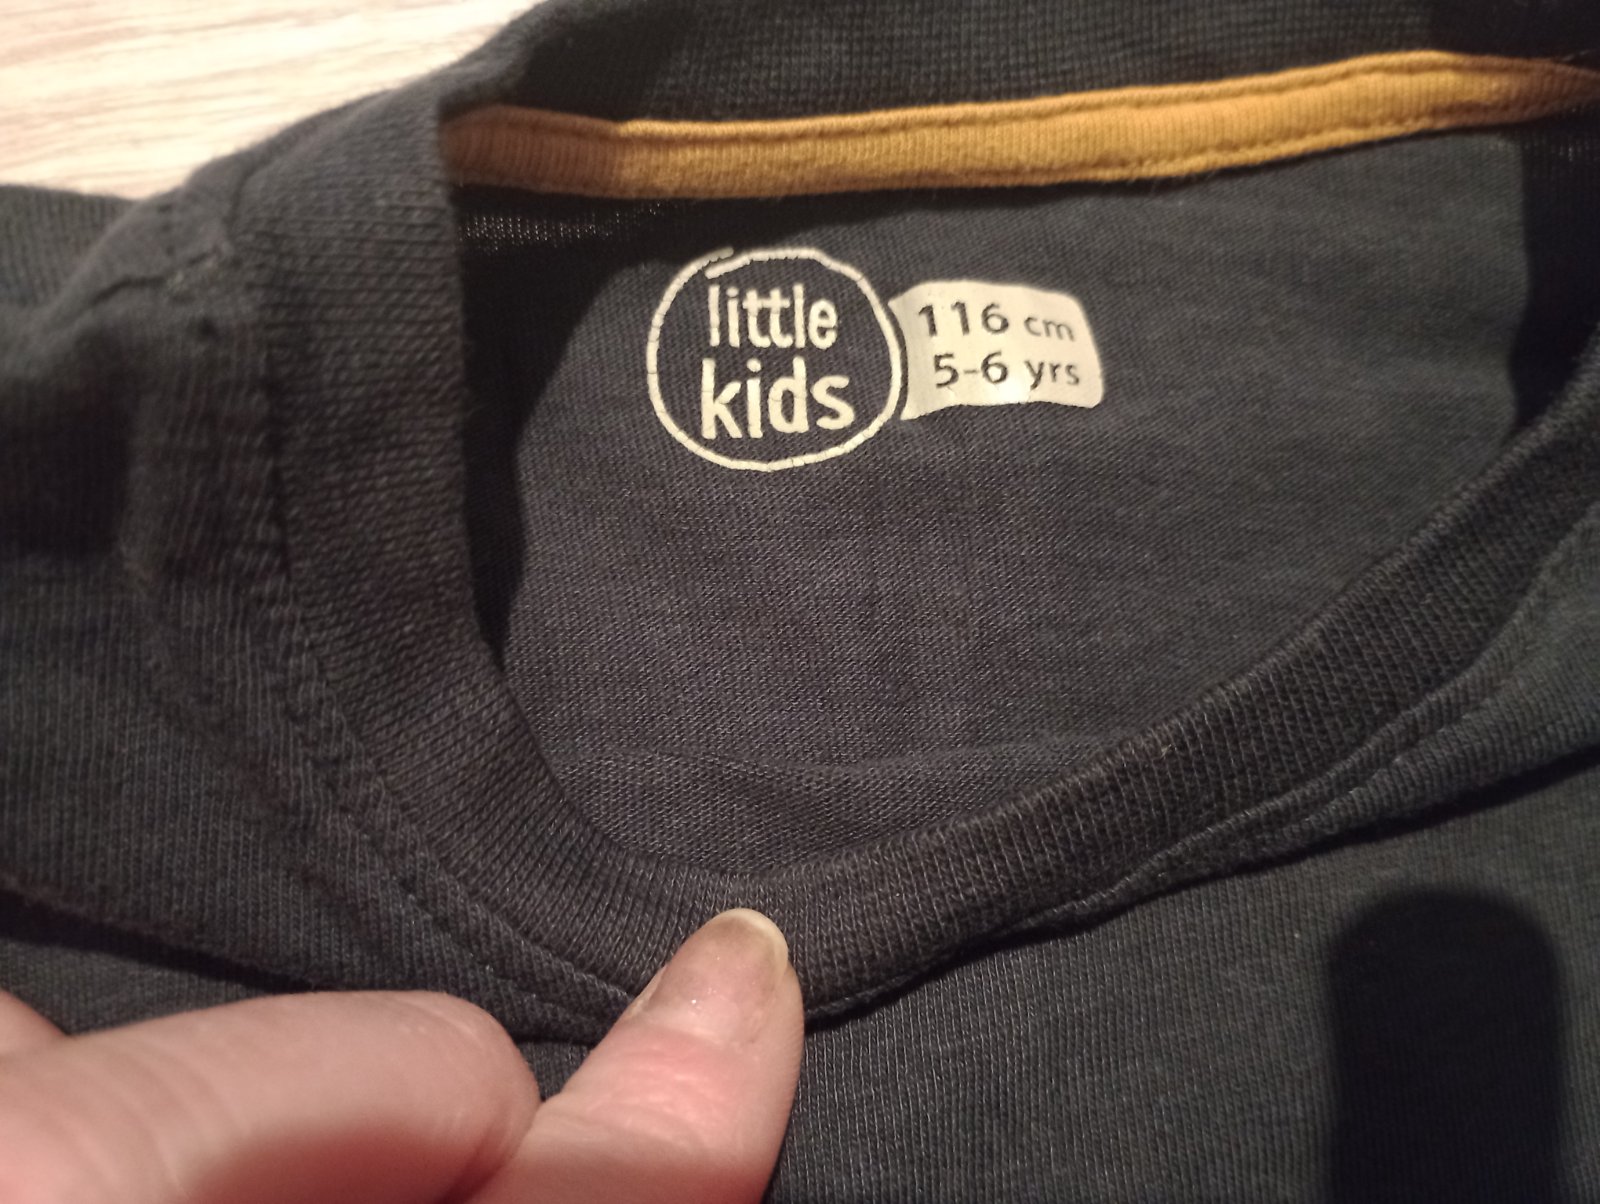 little
kids
116 cm
5-6 yrs